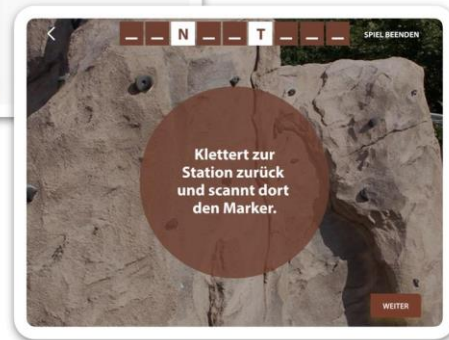 _ _ N _ _ T _ _ _
SPIEL BEENDEN
Klettert zur
Station zurück
und scannt dort
den Marker.
WEITER